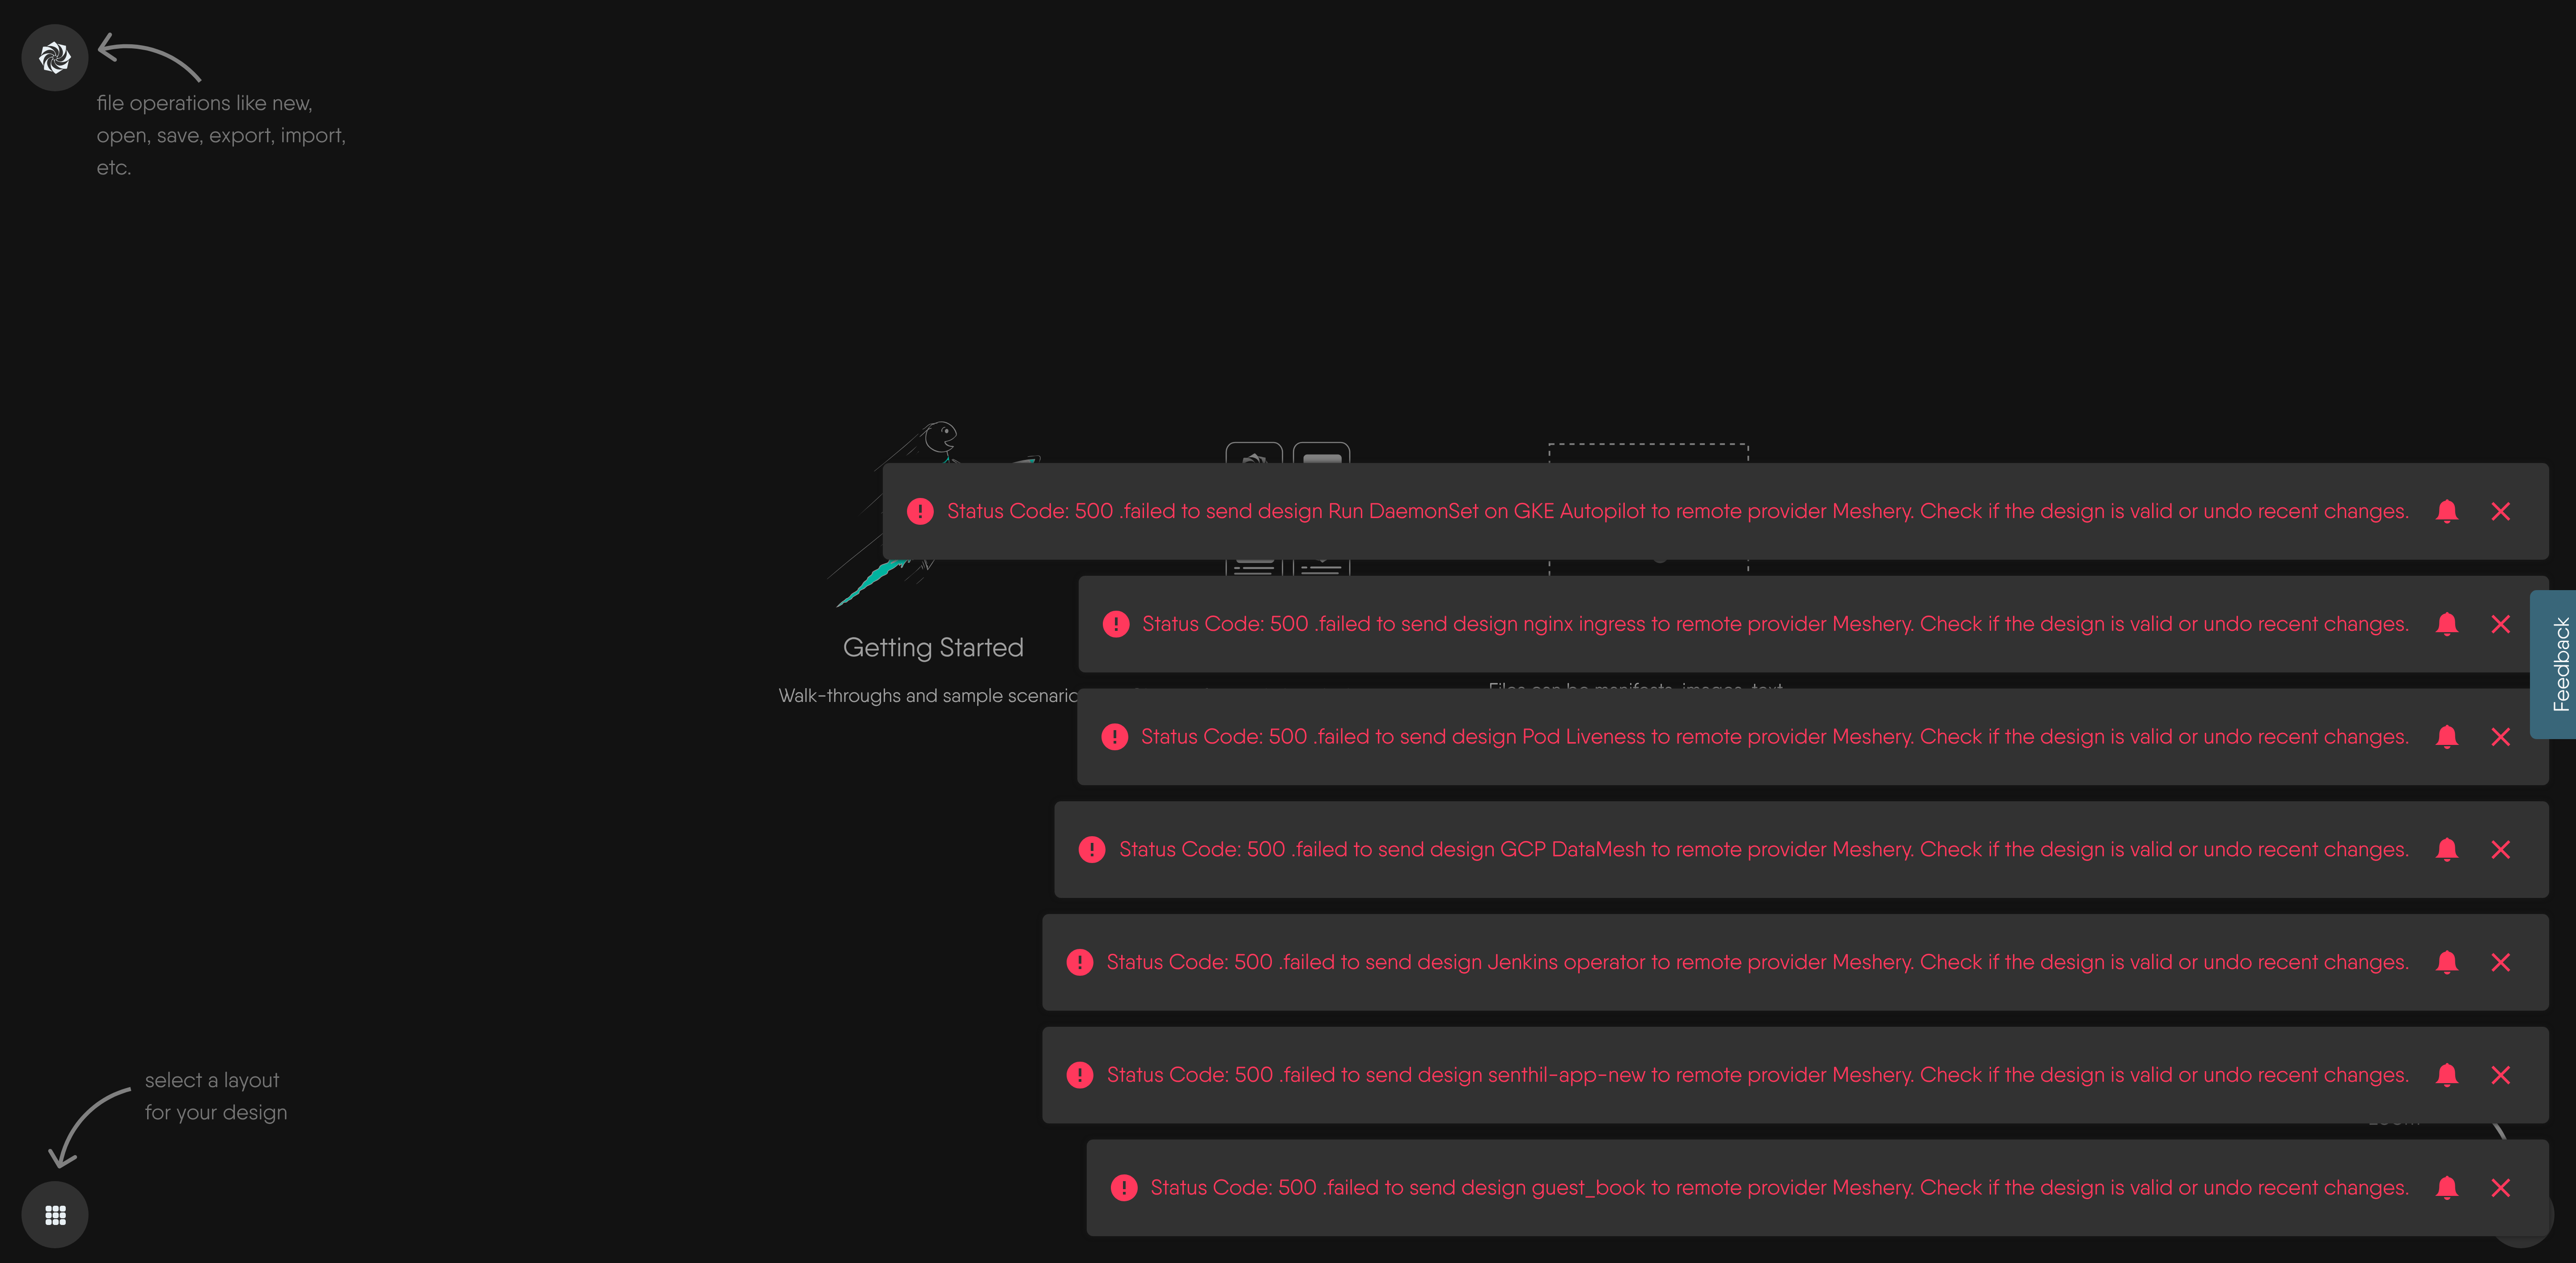 file operations like new,
open, save, export, import,
etc.
Status Code: 500 .failed to send design Run DaemonSet on GKE Autopilot to remote provider Meshery. Check if the design is valid or undo recent changes.
Status Code: 500 .failed to send design nginx ingress to remote provider Meshery. Check if the design is valid or undo recent changes.
Getting Started
Walk-throughs and sample
Files can be manifests, images, text
Feedback
Status Code: 500 .failed to send design Pod Liveness to remote provider Meshery. Check if the design is valid or undo recent changes.
Status Code: 500 .failed to send design GCP DataMesh to remote provider Meshery. Check if the design is valid or undo recent changes.
Status Code: 500 .failed to send design Jenkins operator to remote provider Meshery. Check if the design is valid or undo recent changes.
Status Code: 500 .failed to send design senthil-app-new to remote provider Meshery. Check if the design is valid or undo recent changes.
select a layout
for your design
Status Code: 500 .failed to send design guest_book to remote provider Meshery. Check if the design is valid or undo recent changes.